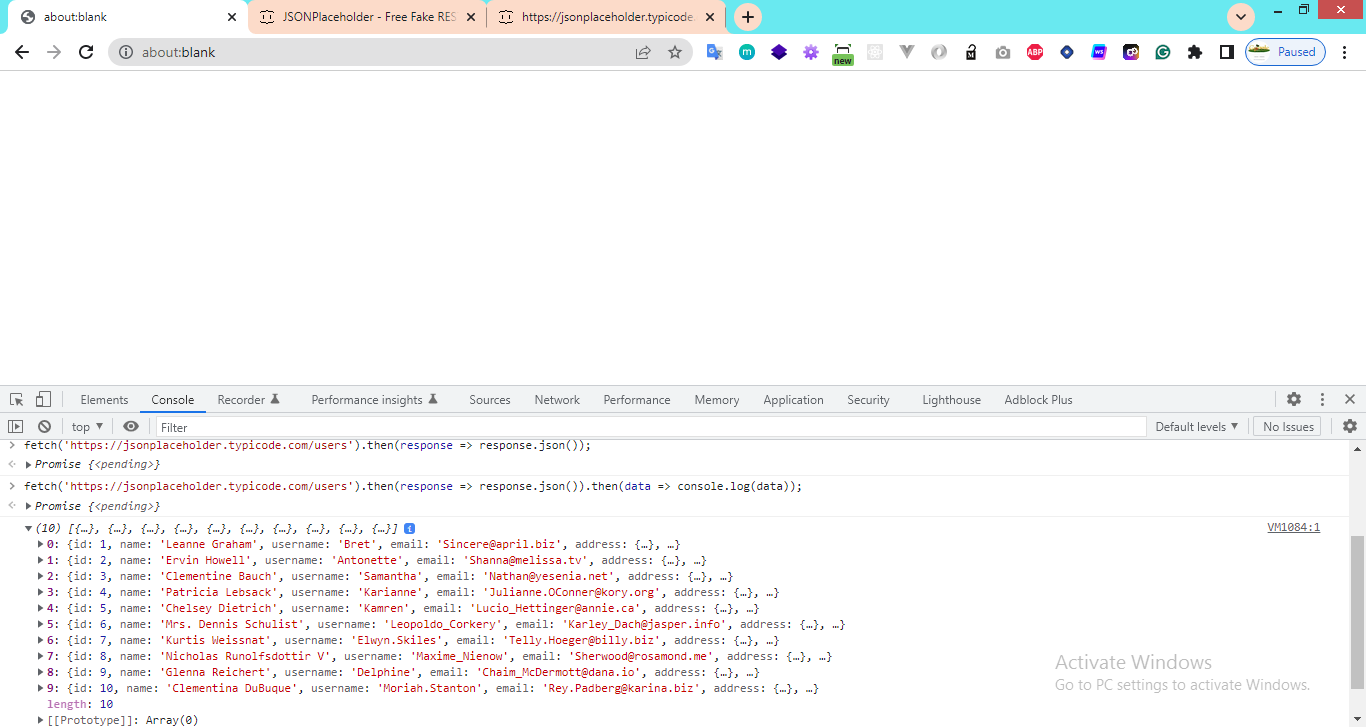 about:blank
JSONPlaceholder - Free Fake RES
https://jsonplaceholder.typicode.
about:blank
new
ABP
Paused
Elements Console Recorder Performance insights Sources Network Performance Memory Application Security Lighthouse Adblock Plus
top Filter Default levels No Issues
fetch('https://jsonplaceholder.typicode.com/users').then(response => response.json());
Promise {<pending>}
fetch('https://jsonplaceholder.typicode.com/users').then(response => response.json()).then(data => console.log(data));
Promise {<pending>}
(10) [{…}, {…}, {…}, {…}, {…}, {…}, {…}, {…}, {…}, {…}] VM1084:1
0: {id: 1, name: 'Leanne Graham', username: 'Bret', email: 'Sincere@april.biz', address: {…}, …}
1: {id: 2, name: 'Ervin Howell', username: 'Antonette', email: 'Shanna@melissa.tv', address: {…}, …}
2: {id: 3, name: 'Clementine Bauch', username: 'Samantha', email: 'Nathan@yesenia.net', address: {…}, …}
3: {id: 4, name: 'Patricia Lebsack', username: 'Karianne', email: 'Julianne.OConner@kory.org', address: {…}, …}
4: {id: 5, name: 'Chelsey Dietrich', username: 'Kamren', email: 'Lucio_Hettinger@annie.ca', address: {…}, …}
5: {id: 6, name: 'Mrs. Dennis Schulist', username: 'Leopoldo_Corkery', email: 'Karley_Dach@jasper.info', address: {…}, …}
6: {id: 7, name: 'Kurtis Weissnat', username: 'Elwyn.Skiles', email: 'Telly.Hoeger@billy.biz', address: {…}, …}
7: {id: 8, name: 'Nicholas Runolfsdottir V', username: 'Maxime_Nienow', email: 'Sherwood@rosamond.me', address: {…}, …}
8: {id: 9, name: 'Glenna Reichert', username: 'Delphine', email: 'Chaim_McDermott@dana.io', address: {…}, …}
9: {id: 10, name: 'Clementina DuBuque', username: 'Moriah.Stanton', email: 'Rey.Padberg@karina.biz', address: {…}, …}
length: 10
[[Prototype]]: Array(0)
Activate Windows
Go to PC settings to activate Windows.